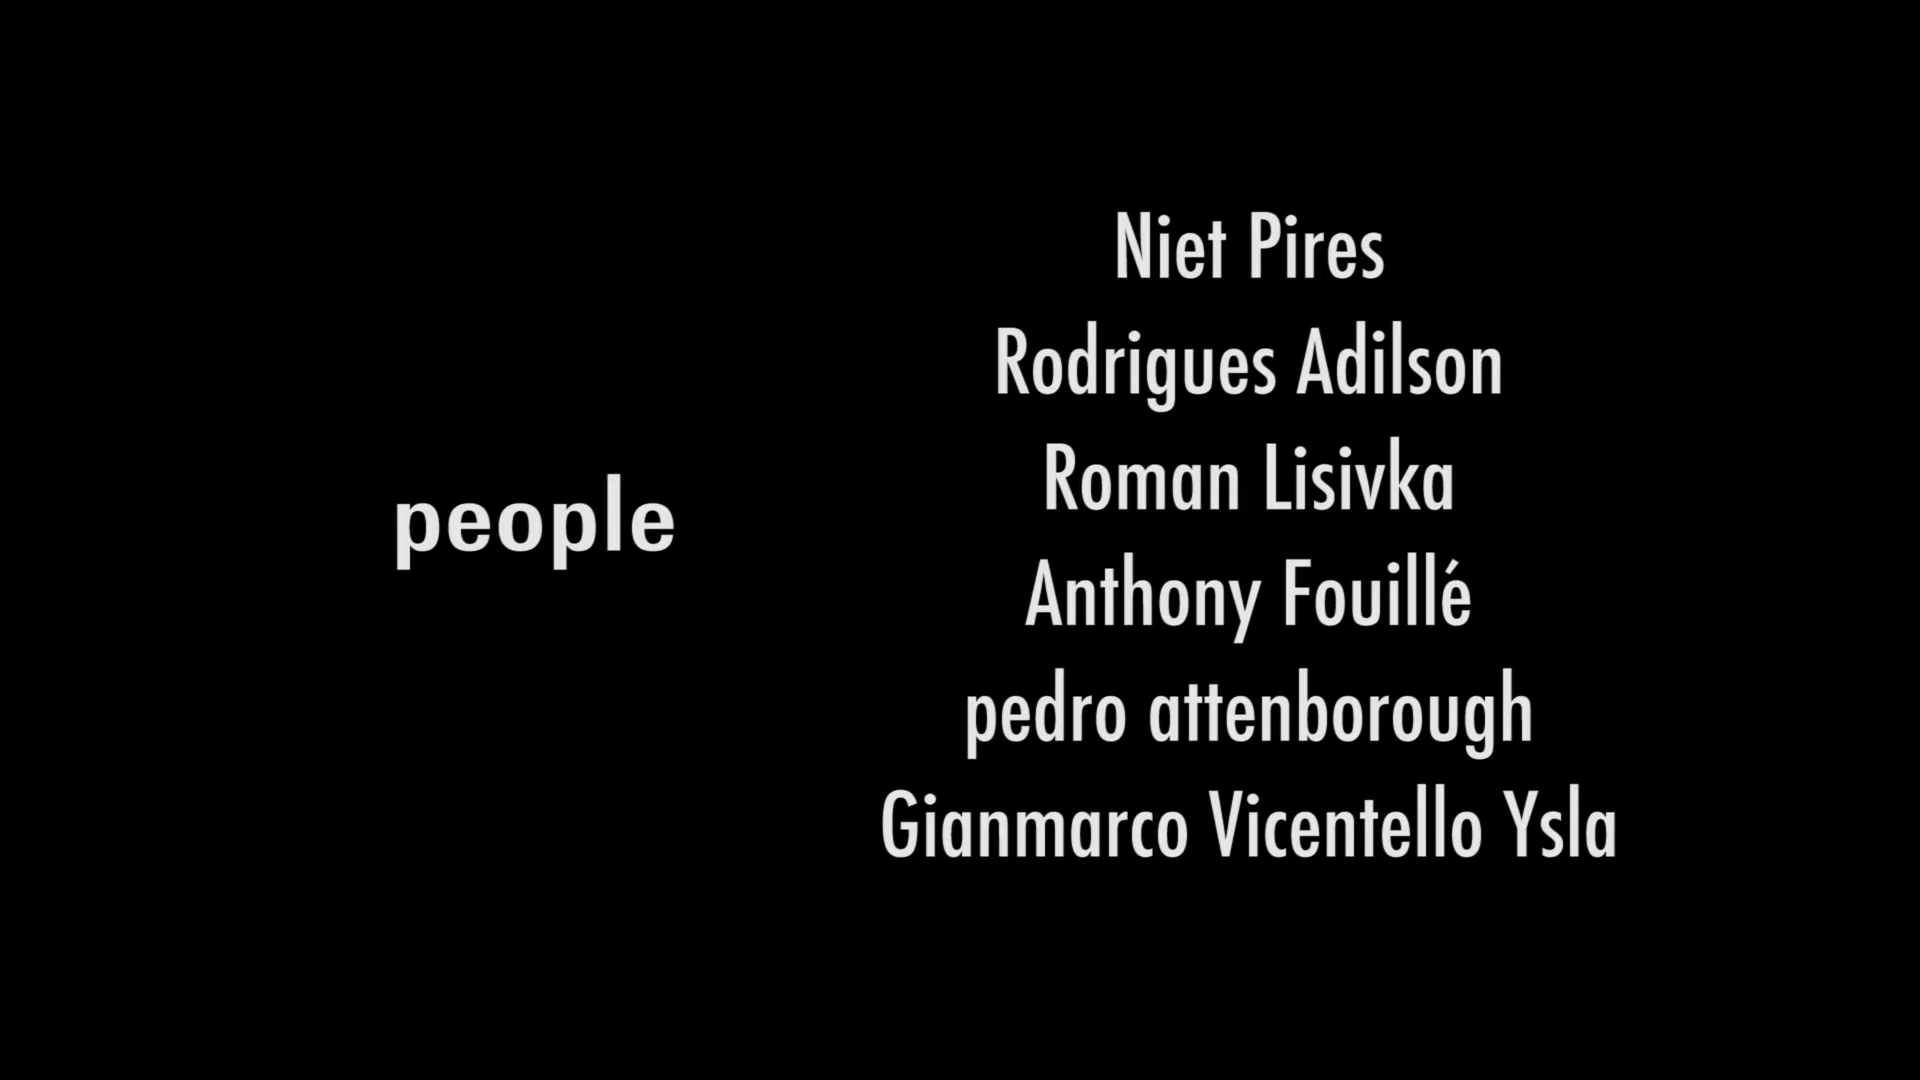 people
Niet Pires
Rodrigues Adilson
Roman Lisivka
Anthony Fouillé
pedro attenborough
Gianmarco Vicentello Ysla